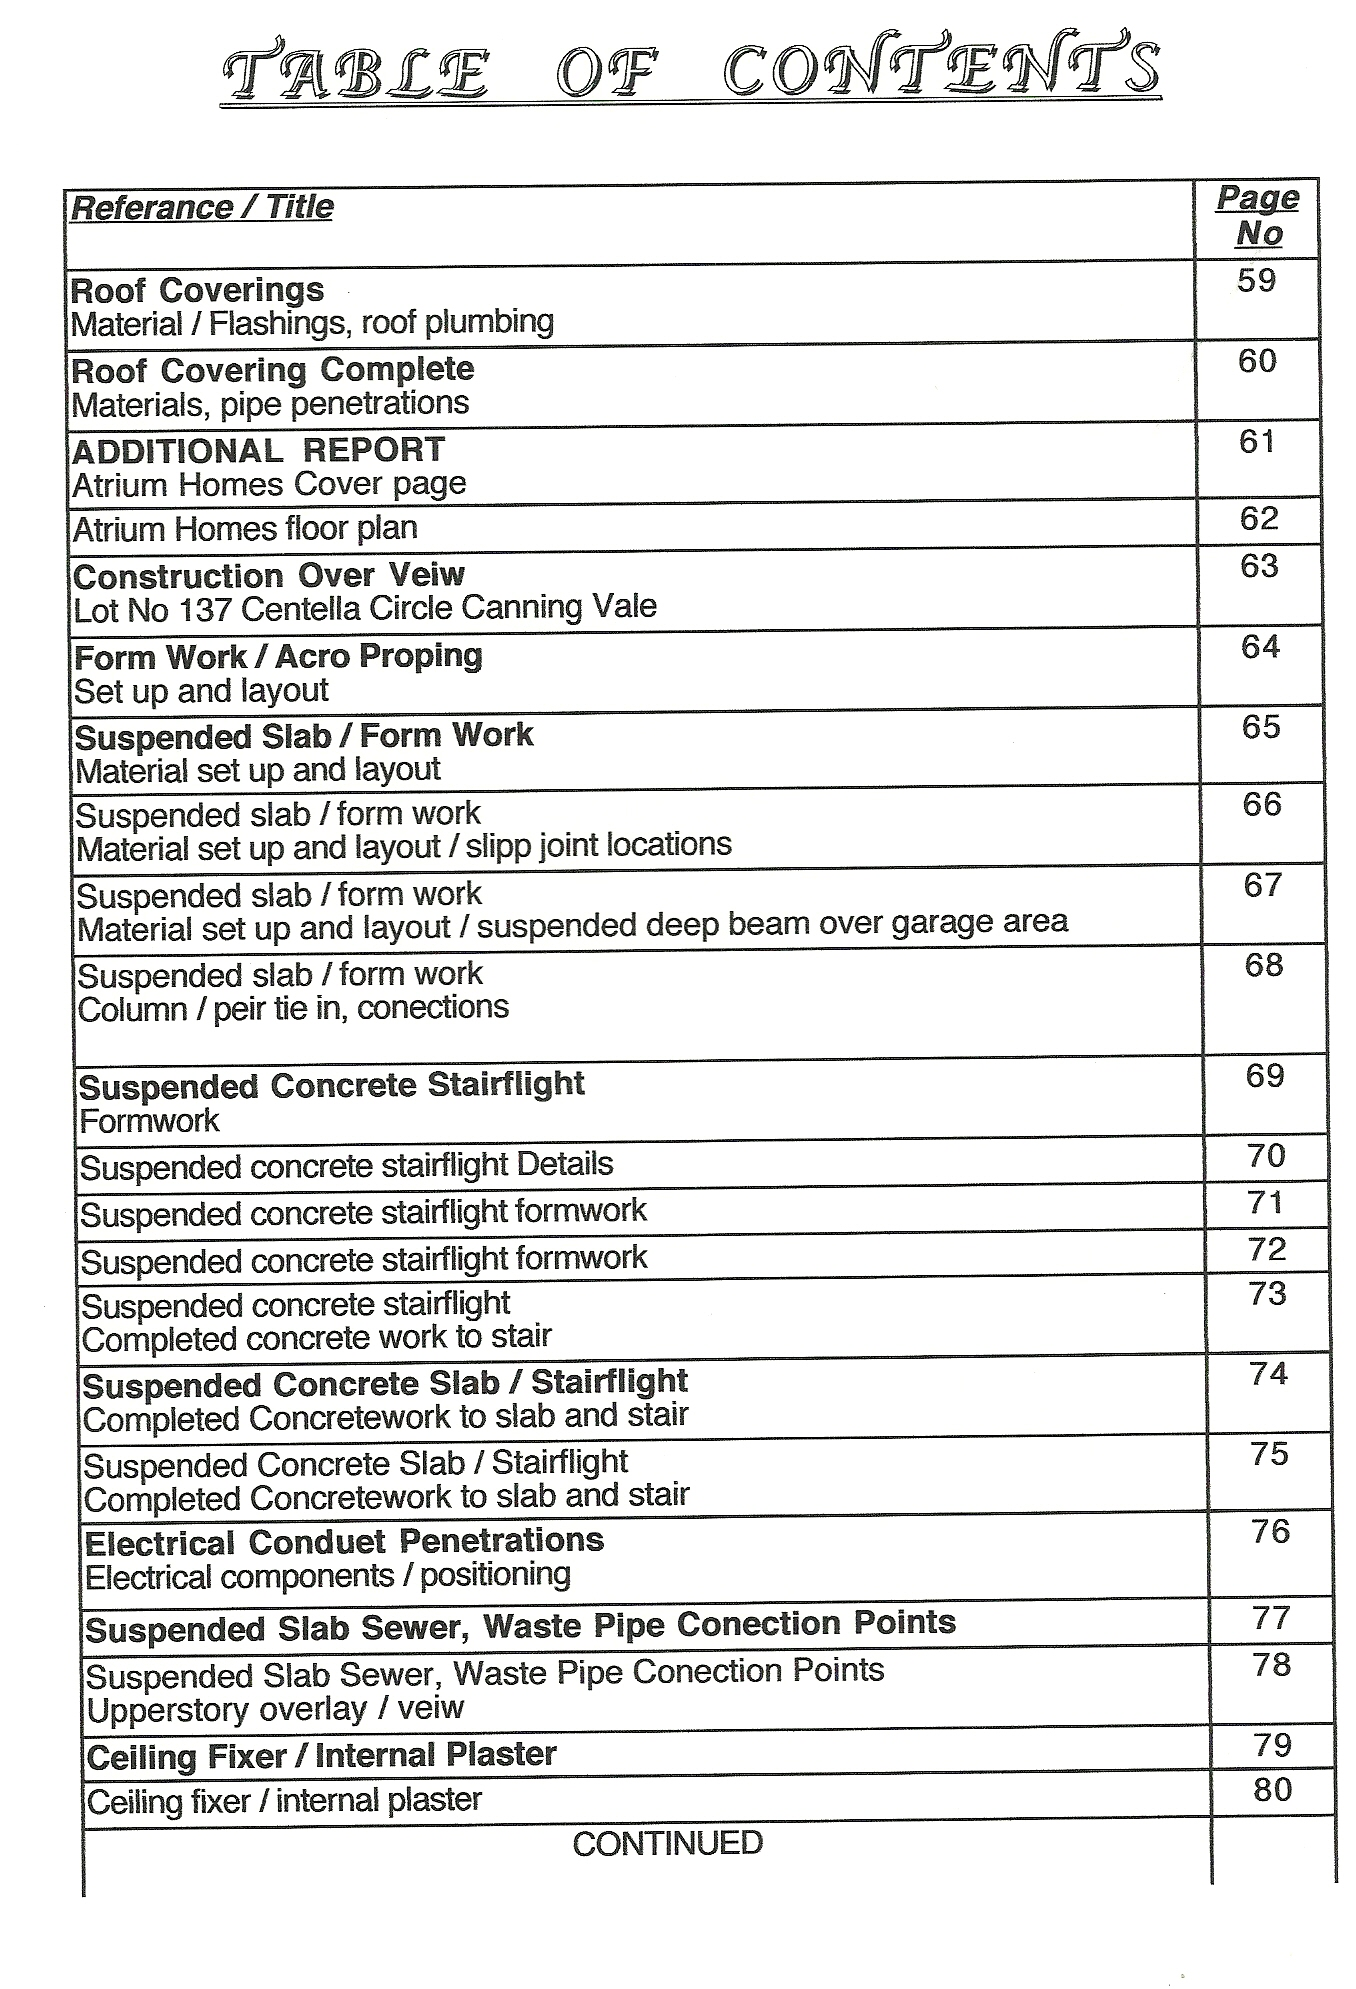 TABLE OF CONTENTS
Referance / Title
Page
No
Roof Coverings
59
Material / Flashings, roof plumbing
Roof Covering Complete
60
Materials, pipe penetrations
ADDITIONAL REPORT
61
Atrium Homes Cover page
Atrium Homes floor plan
62
Construction Over Veiw
63
Lot No 137 Centella Circle Canning Vale
Form Work / Acro Proping
64
Set up and layout
Suspended Slab / Form Work
65
Material set up and layout
Suspended slab / form work
66
Material set up and layout / slipp joint locations
Suspended slab / form work
67
Material set up and layout / suspended deep beam over garage area
Suspended slab / form work
68
Column / peir tie in, conections
Suspended Concrete Stairflight
69
Formwork
Suspended concrete stairflight Details
70
Suspended concrete stairflight formwork
71
Suspended concrete stairflight formwork
72
Suspended concrete stairflight
73
Completed concrete work to stair
Suspended Concrete Slab / Stairflight
74
Completed Concretework to slab and stair
Suspended Concrete Slab / Stairflight
75
Completed Concretework to slab and stair
Electrical Conduet Penetrations
76
Electrical components / positioning
Suspended Slab Sewer, Waste Pipe Conection Points
77
Suspended Slab Sewer, Waste Pipe Conection Points
78
Upperstory overlay / veiw
Ceiling Fixer / Internal Plaster
79
Ceiling fixer / internal plaster
80
CONTINUED